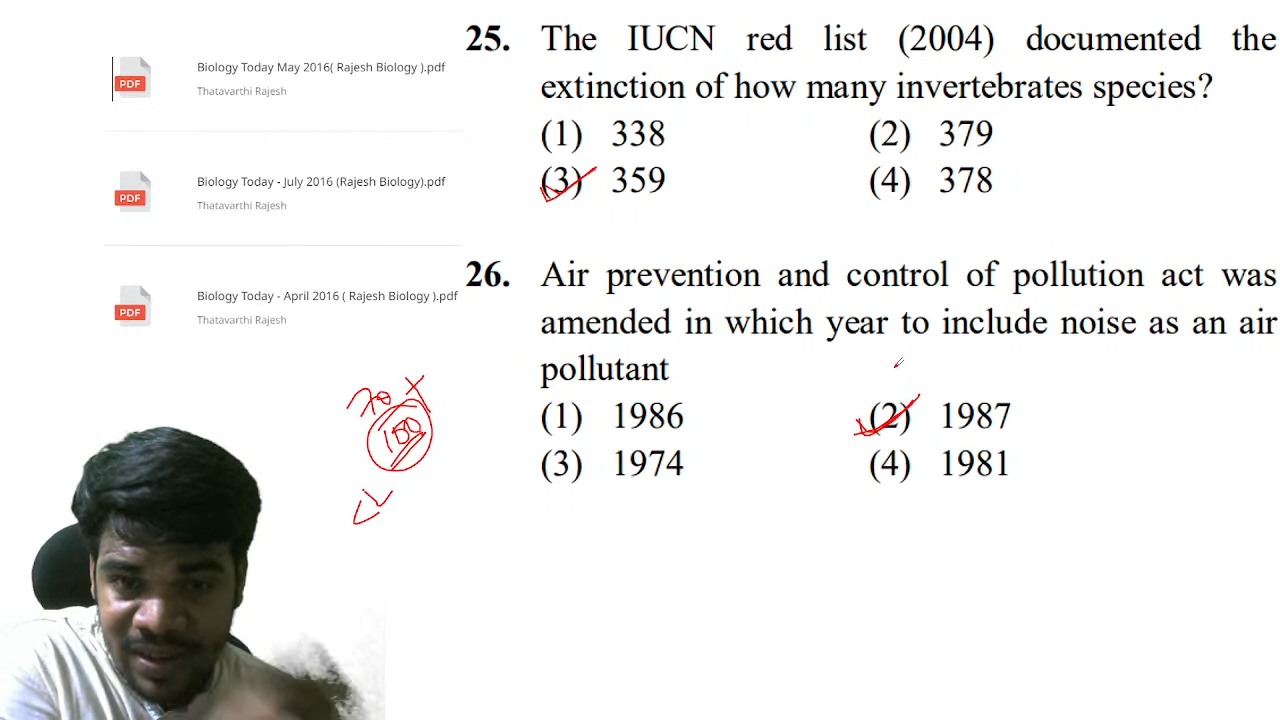 Biology Today May 2016( Rajesh Biology ).pdf
PDF
Thatavarthi Rajesh
Biology Today - July 2016 (Rajesh Biology).pdf
PDF
Thatavarthi Rajesh
Biology Today - April 2016 ( Rajesh Biology ).pdf
PDF
Thatavarthi Rajesh
25. The IUCN red list (2004) documented the
extinction of how many invertebrates species?
(1) 338 (2) 379
(3) 359 (4) 378
26. Air prevention and control of pollution act was
amended in which year to include noise as an air
pollutant
(1) 1986 (2) 1987
(3) 1974 (4) 1981